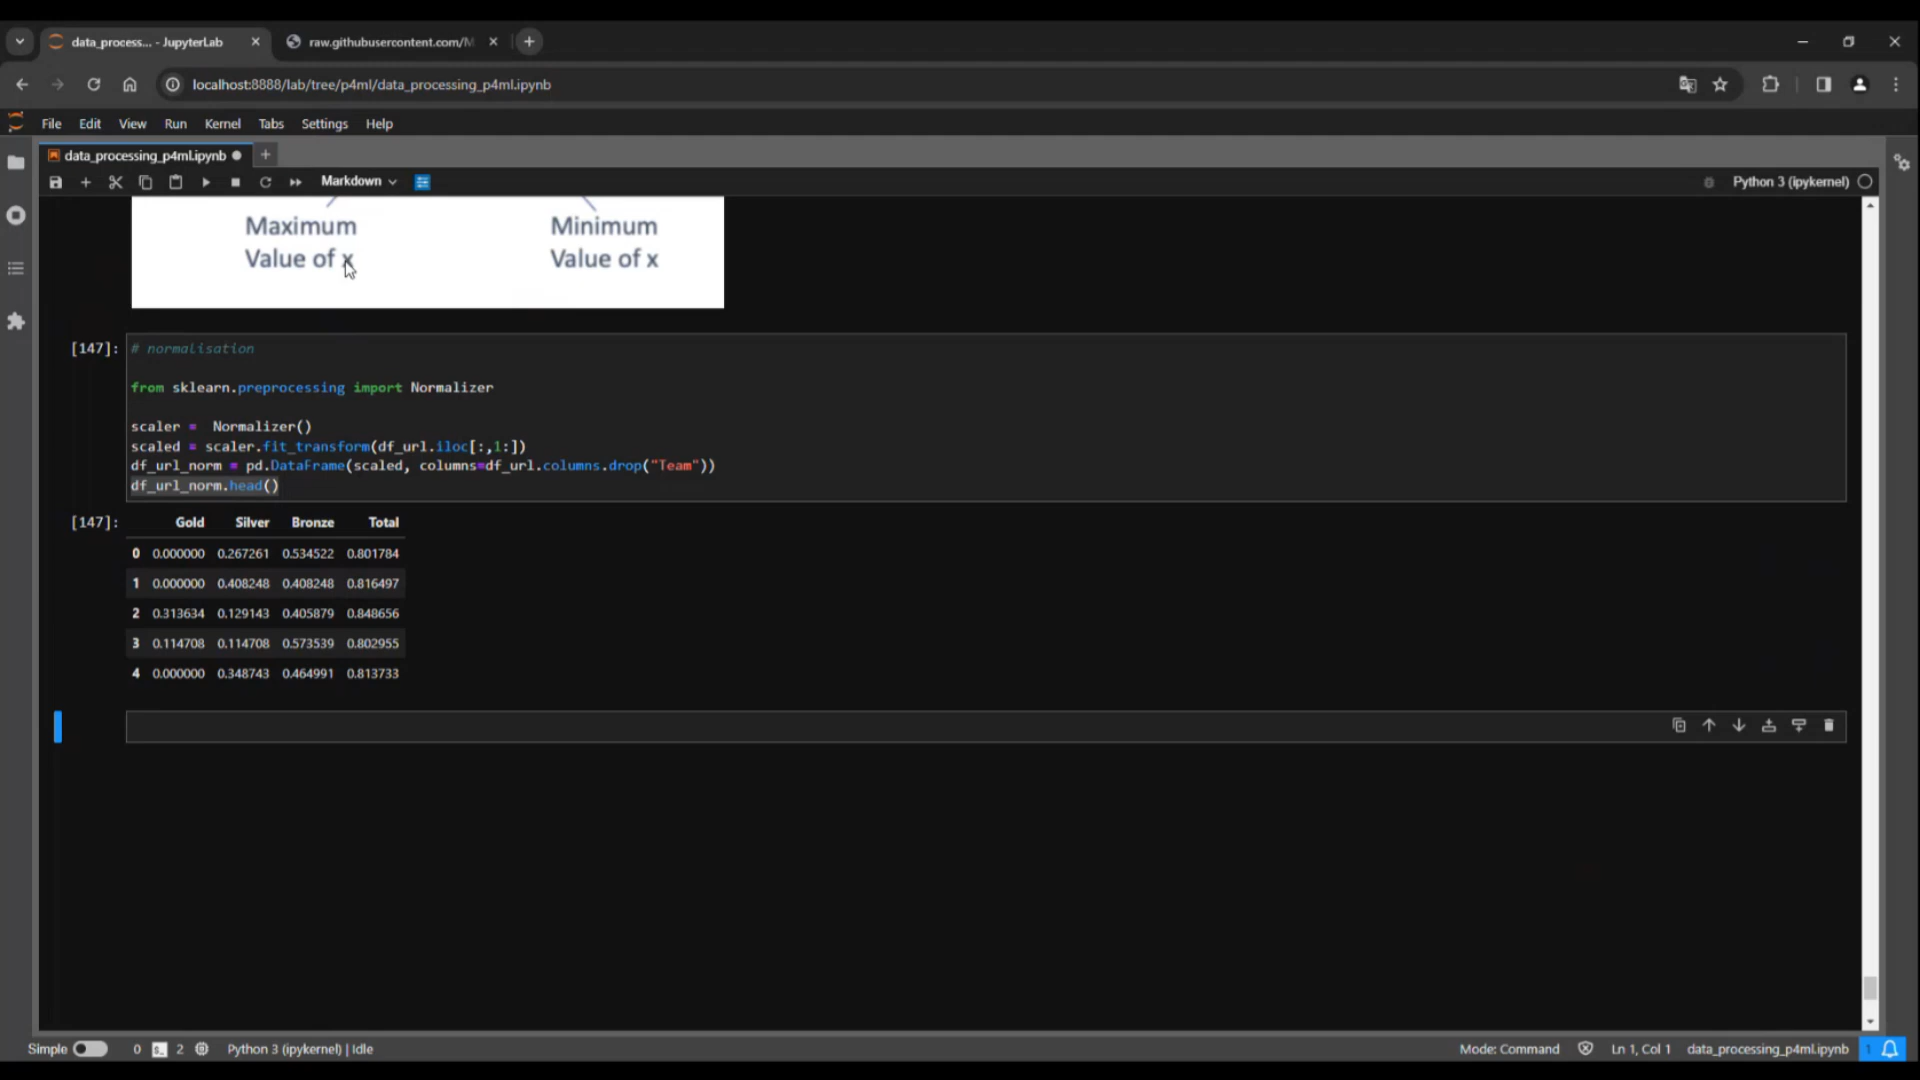 data_process... - JupyterLab
raw.githubusercontent.com/M
localhost:8888/lab/tree/p4ml/data_processing_p4ml.ipynb
File Edit View Run Kernel Tabs Settings Help
data_processing_p4ml.ipynb
Markdown
Python 3 (ipykernel)
Maximum Minimum
Value of x Value of x
[147]: # normalisation
from sklearn.preprocessing import Normalizer
scaler =  Normalizer()
scaled = scaler.fit_transform(df_url.iloc[:,1:])
df_url_norm = pd.DataFrame(scaled, columns=df_url.columns.drop("Team"))
df_url_norm.head()
[147]: Gold Silver Bronze Total
0 0.000000 0.267261 0.534522 0.801784
1 0.000000 0.408248 0.408248 0.816497
2 0.313634 0.129143 0.405879 0.848656
3 0.114708 0.114708 0.573539 0.802955
4 0.000000 0.348743 0.464991 0.813733
Simple 0 2 Python 3 (ipykernel) | Idle Mode: Command Ln 1, Col 1 data_processing_p4ml.ipynb 1